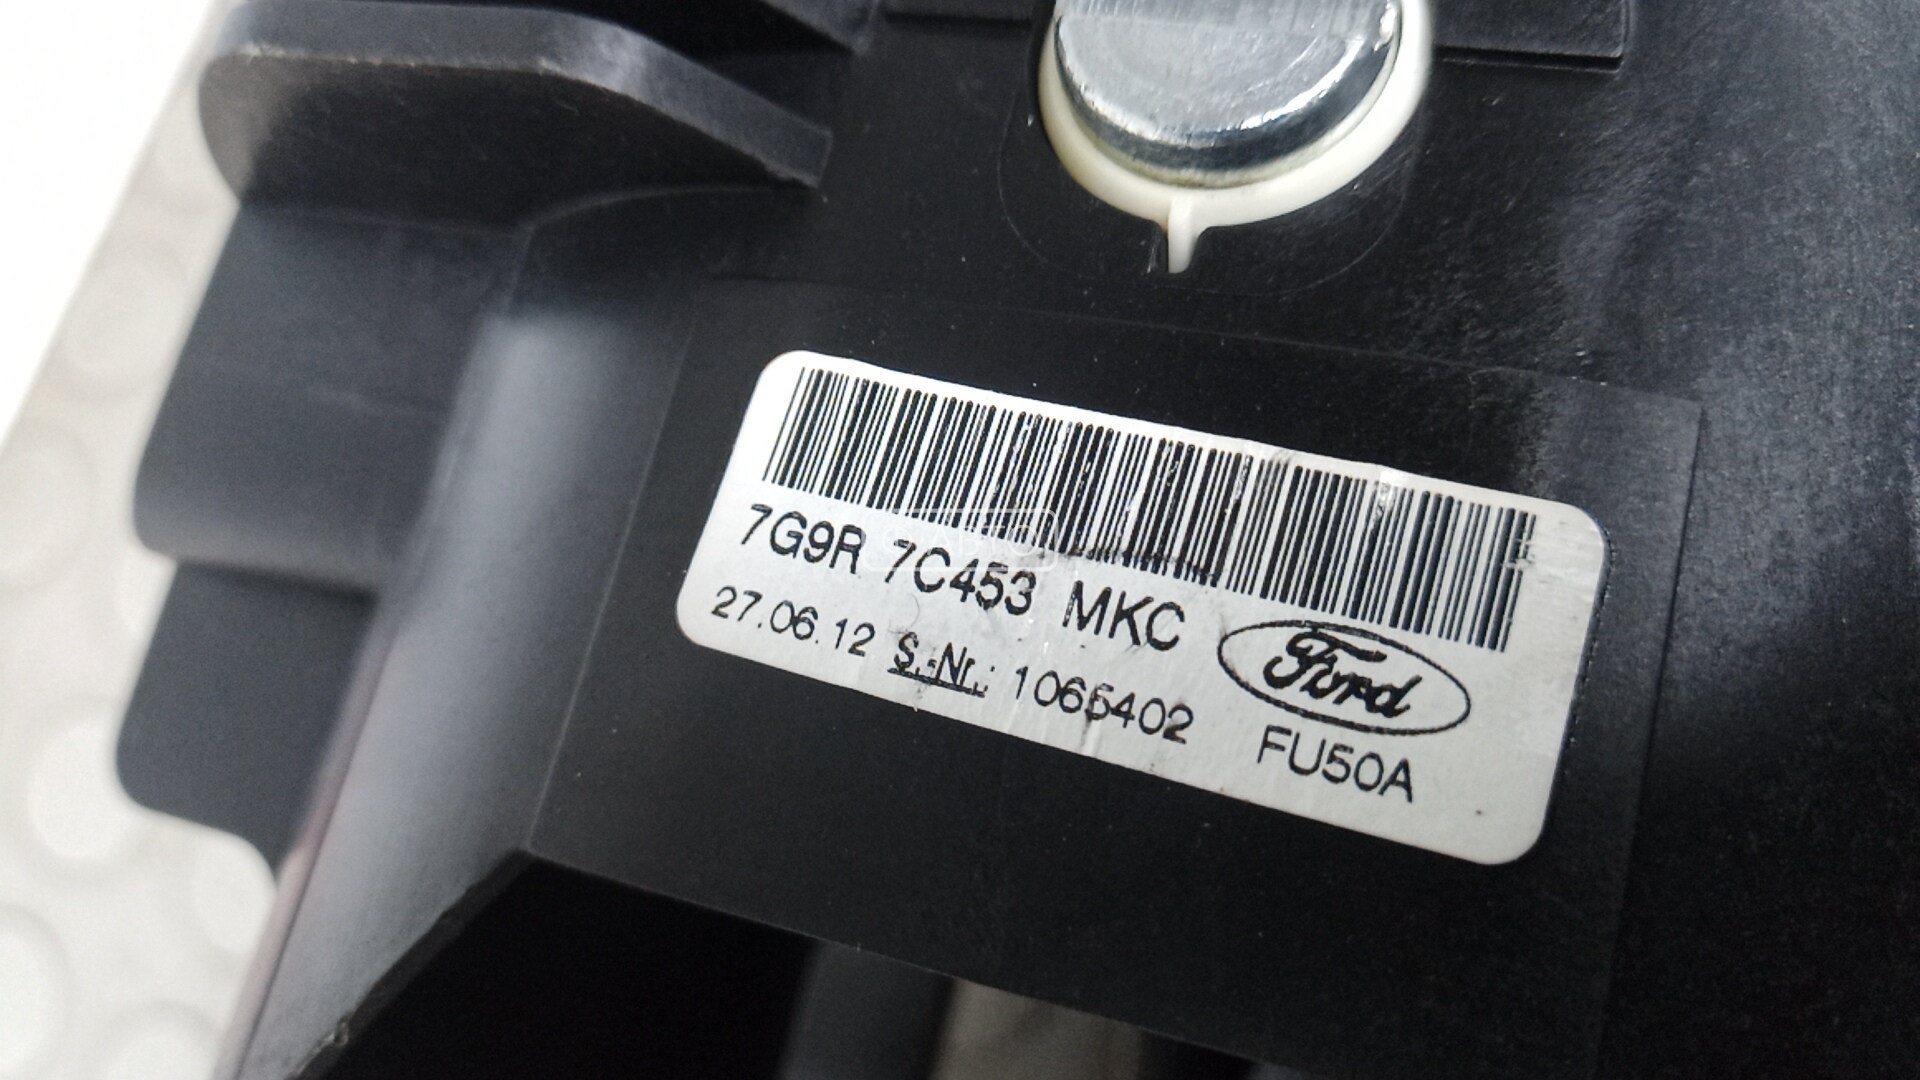 7G9R 7C453 MKC
27.06.12 S.-Nr.: 1065402
Ford
FU50A